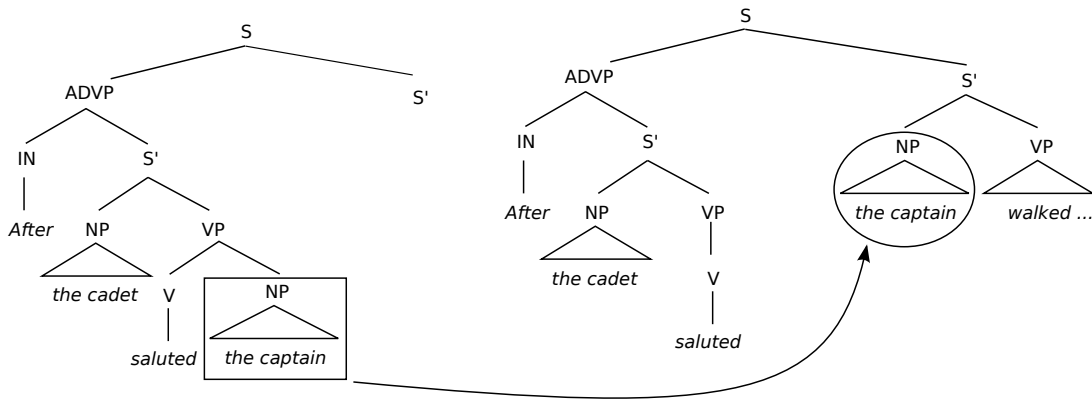 S
ADVP S'
IN S'
After NP VP
the cadet V NP
saluted the captain
S
ADVP S'
IN S' NP VP
After NP VP the captain walked ...
the cadet V
saluted